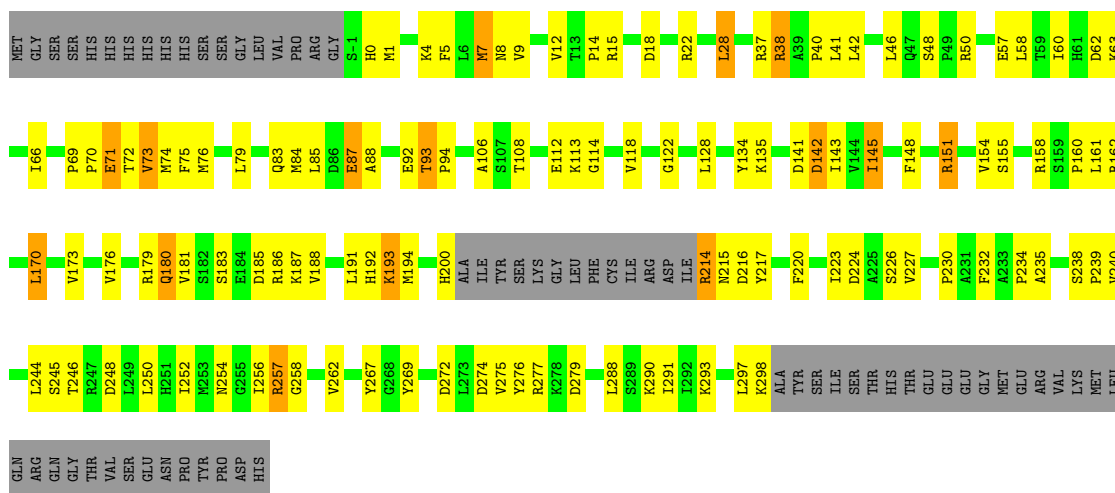 MET GLY SER SER HIS HIS HIS HIS HIS HIS SER SER GLY LEU VAL PRO ARG GLY S-1 H0 M1 K4 F5 L6 M7 N8 V9 V12 T13 P14 R15 D18 R22 L28 R37 R38 A39 P40 L41 L42 L46 Q47 S48 P49 R50 E57 L58 T59 I60 H61 D62 K63
I66 P69 P70 E71 T72 V73 M74 F75 M76 L79 Q83 M84 L85 D86 E87 A88 E92 T93 P94 A106 S107 T108 E112 K113 G114 V118 G122 L128 Y134 K135 D141 D142 I143 V144 I145 F148 R151 V154 S155 R158 S159 P160 L161
L170 V173 V176 R179 Q180 V181 S182 S183 E184 D185 R186 K187 V188 L191 H192 K193 M194 H200 ALA ILE TYR SER LYS GLY LEU PHE CYS ILE ARG ASP ILE R214 N215 D216 Y217 F220 I223 D224 A225 S226 V227 P230 A231 F232 A233 P234 A235 S238 P239
L244 S245 T246 R247 D248 L249 L250 H251 I252 M253 N254 G255 I256 R257 G258 V262 Y267 G268 Y269 D272 L273 D274 V275 Y276 R277 K278 D279 L288 S289 K290 I291 I292 K293 L297 K298 ALA TYR SER ILE SER THR HIS THR THR GLU GLU GLU GLY MET GLU ARG VAL LYS MET LEU
GLN ARG GLN GLY THR VAL SER GLU ASN PRO TYR PRO ASP HIS